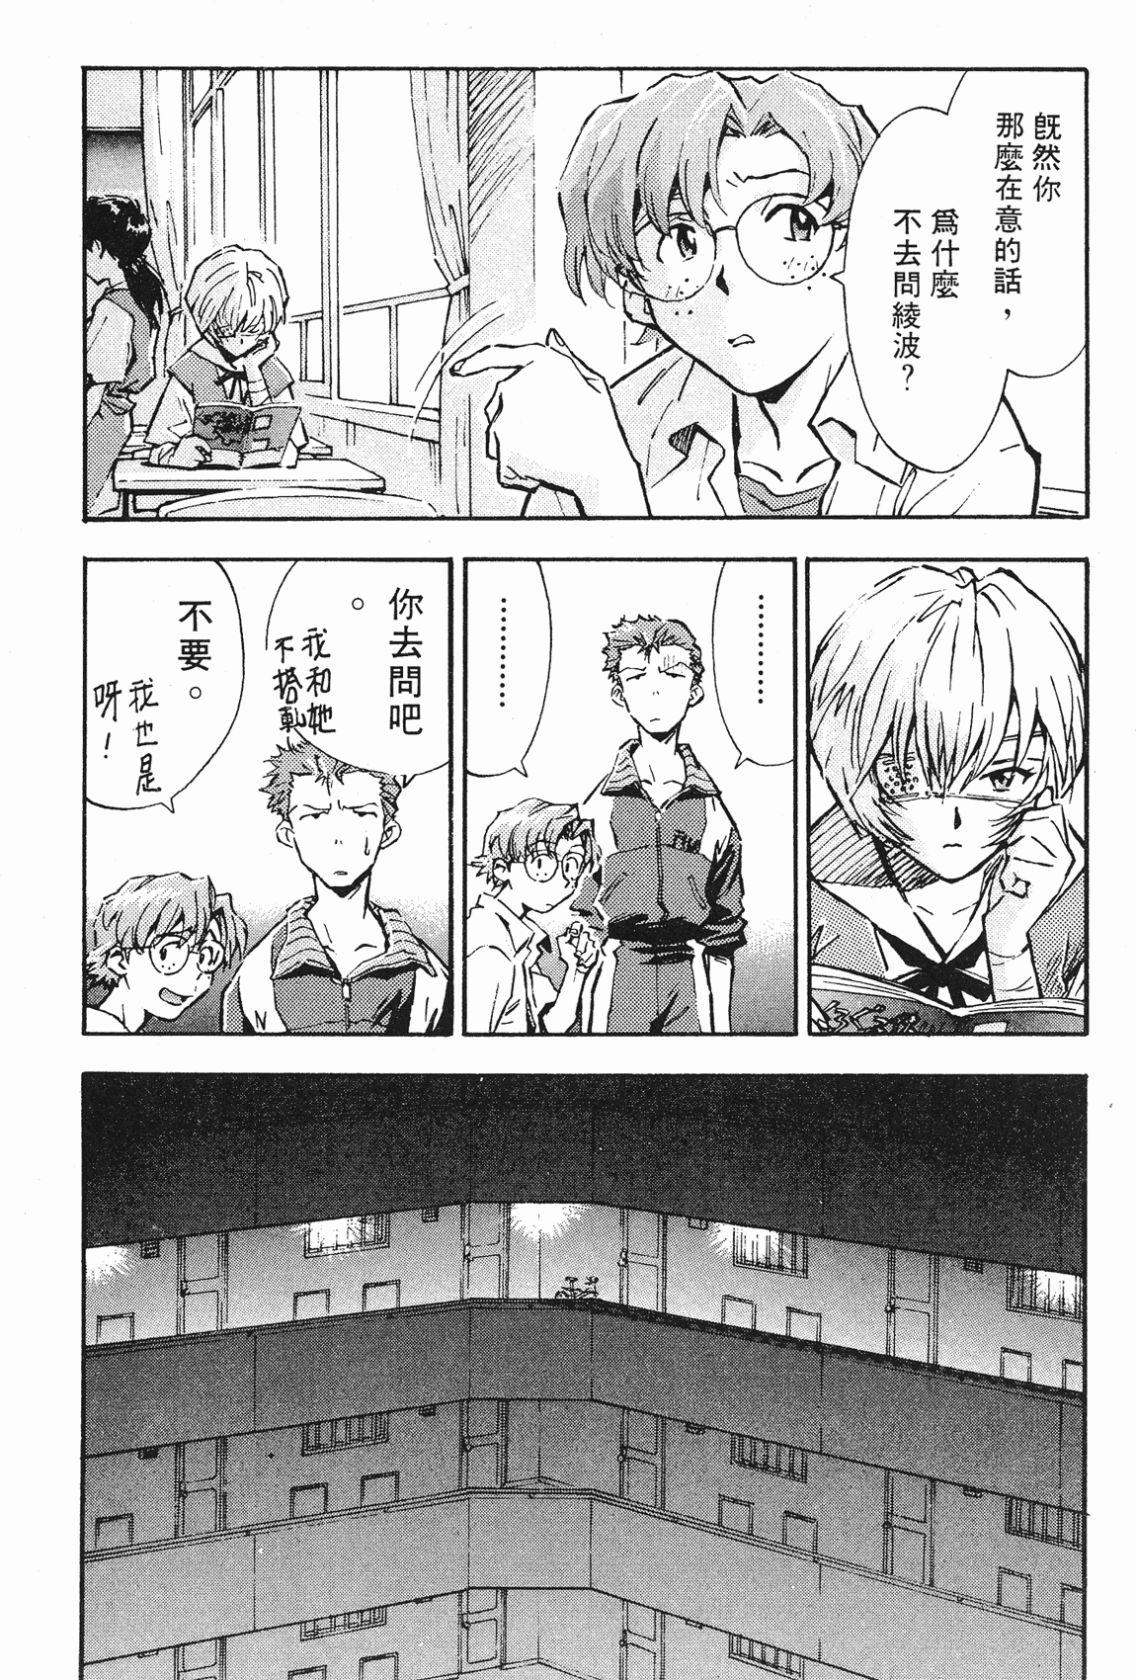 既然你
那麼在意的話，
爲什麼
不去問綾波？
⋯⋯⋯
⋯⋯⋯
你去問吧
。
我和她
不搭軋
不要。
我也是
呀！